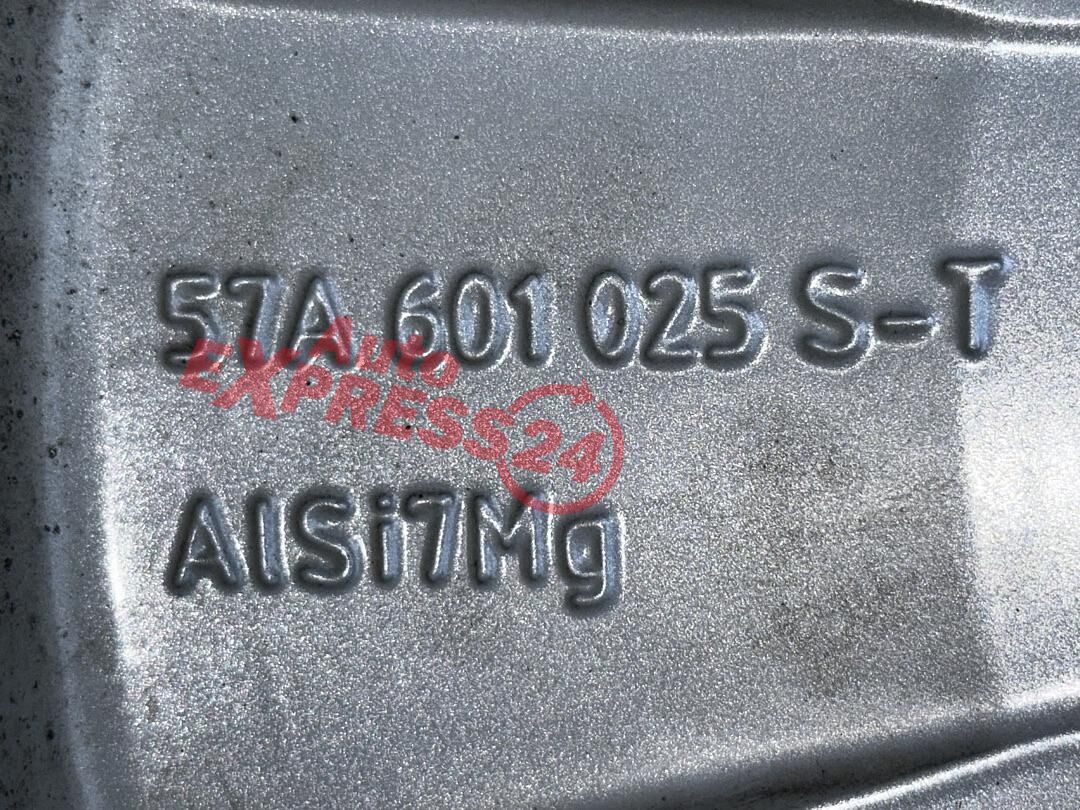 57A 601 025 S-T
Auto
EXPRESS24
AlSi7Mg